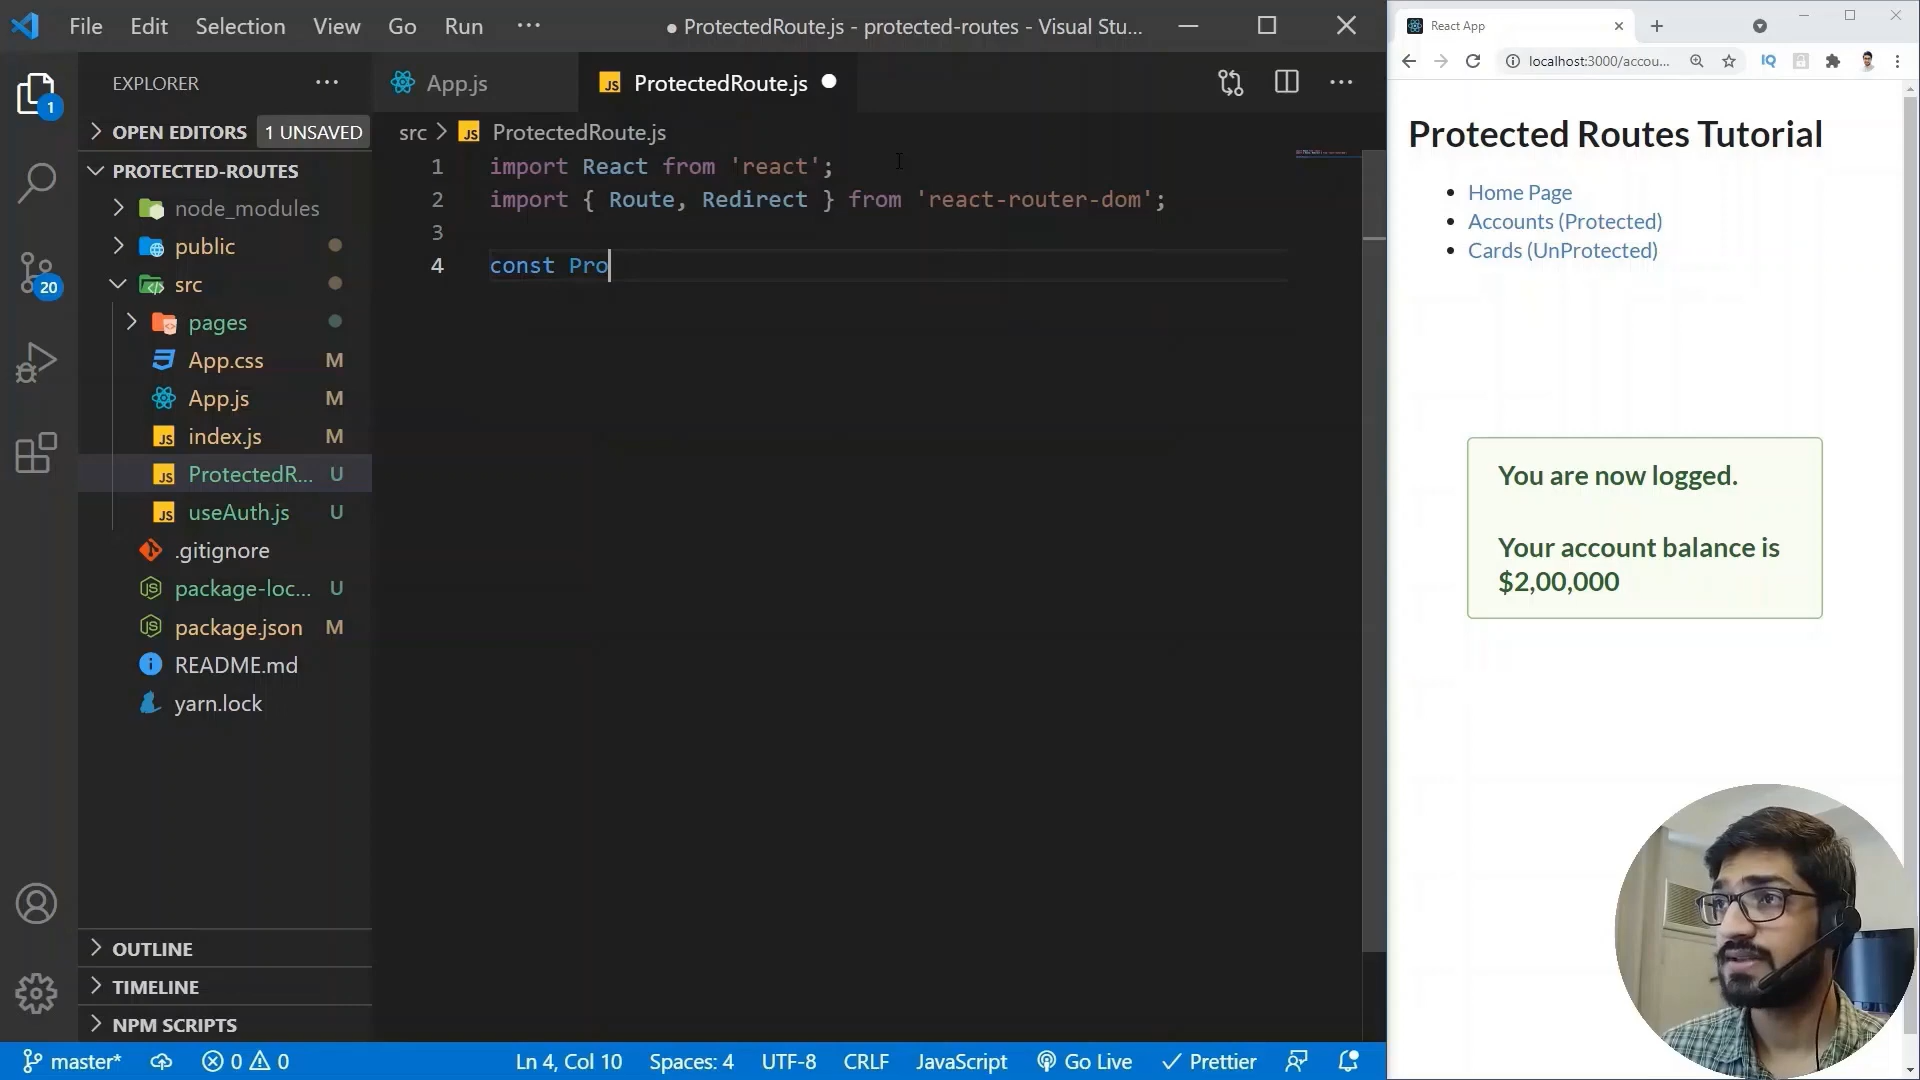 File Edit Selection View Go Run ··· ● ProtectedRoute.js - protected-routes - Visual Stu...
EXPLORER ···
OPEN EDITORS 1 UNSAVED
PROTECTED-ROUTES
node_modules
public
src
pages
App.css M
App.js M
index.js M
ProtectedR... U
useAuth.js U
.gitignore
package-loc... U
package.json M
README.md
yarn.lock
OUTLINE
TIMELINE
NPM SCRIPTS
1
20
App.js
ProtectedRoute.js
src > ProtectedRoute.js
1 import React from 'react';
2 import { Route, Redirect } from 'react-router-dom';
3
4 const Pro
master* 0 0 Ln 4, Col 10 Spaces: 4 UTF-8 CRLF JavaScript Go Live Prettier
React App
localhost:3000/accou... IQ
Protected Routes Tutorial
• Home Page
• Accounts (Protected)
• Cards (UnProtected)
You are now logged.
Your account balance is
$2,00,000